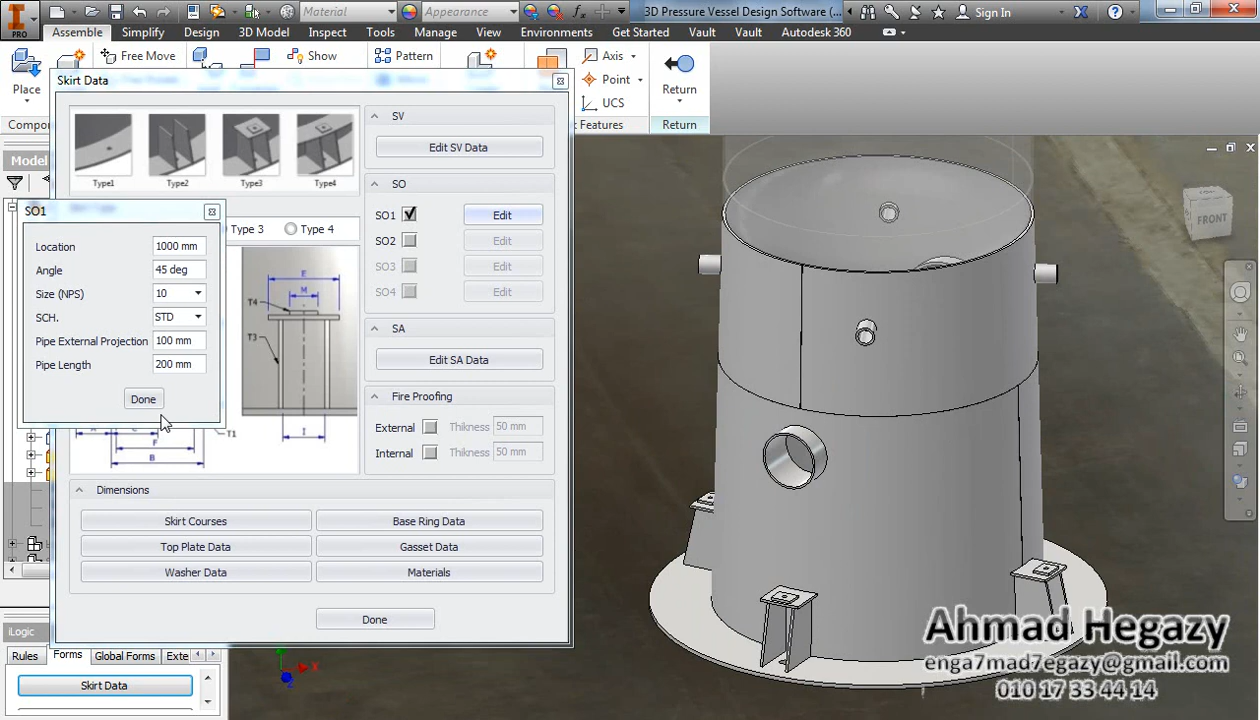 Material
Appearance
3D Pressure Vessel Design Software (...
Sign In
PRO
Assemble
Simplify
Design
3D Model
Inspect
Tools
Manage
View
Environments
Get Started
Vault
Vault
Autodesk 360
Place
Free Move
Show
Pattern
Axis
Point
UCS
Return
Features
Return
Skirt Data
Type1
Type2
Type3
Type4
Type 3
Type 4
SV
Edit SV Data
SO
SO1
Edit
SO2
Edit
SO3
Edit
SO4
Edit
SA
Edit SA Data
Fire Proofing
External
Thikness
50 mm
Internal
Thikness
50 mm
SO1
Location
1000 mm
Angle
45 deg
Size (NPS)
10
SCH.
STD
Pipe External Projection
100 mm
Pipe Length
200 mm
Done
E
M
T4
T3
I
T1
F
B
Dimensions
Skirt Courses
Base Ring Data
Top Plate Data
Gasset Data
Washer Data
Materials
Done
Model
iLogic
Rules
Forms
Global Forms
Exte
Skirt Data
X
Z
FRONT
Ahmad Hegazy
enga7mad7egazy@gmail.com
010 17 33 44 14